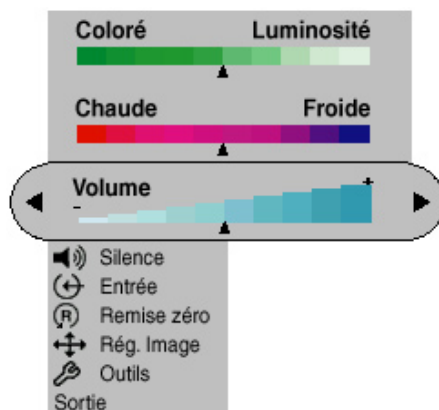 Coloré Luminosité
Chaude Froide
Volume
- +
Silence
Entrée
R Remise zéro
Rég. Image
Outils
Sortie